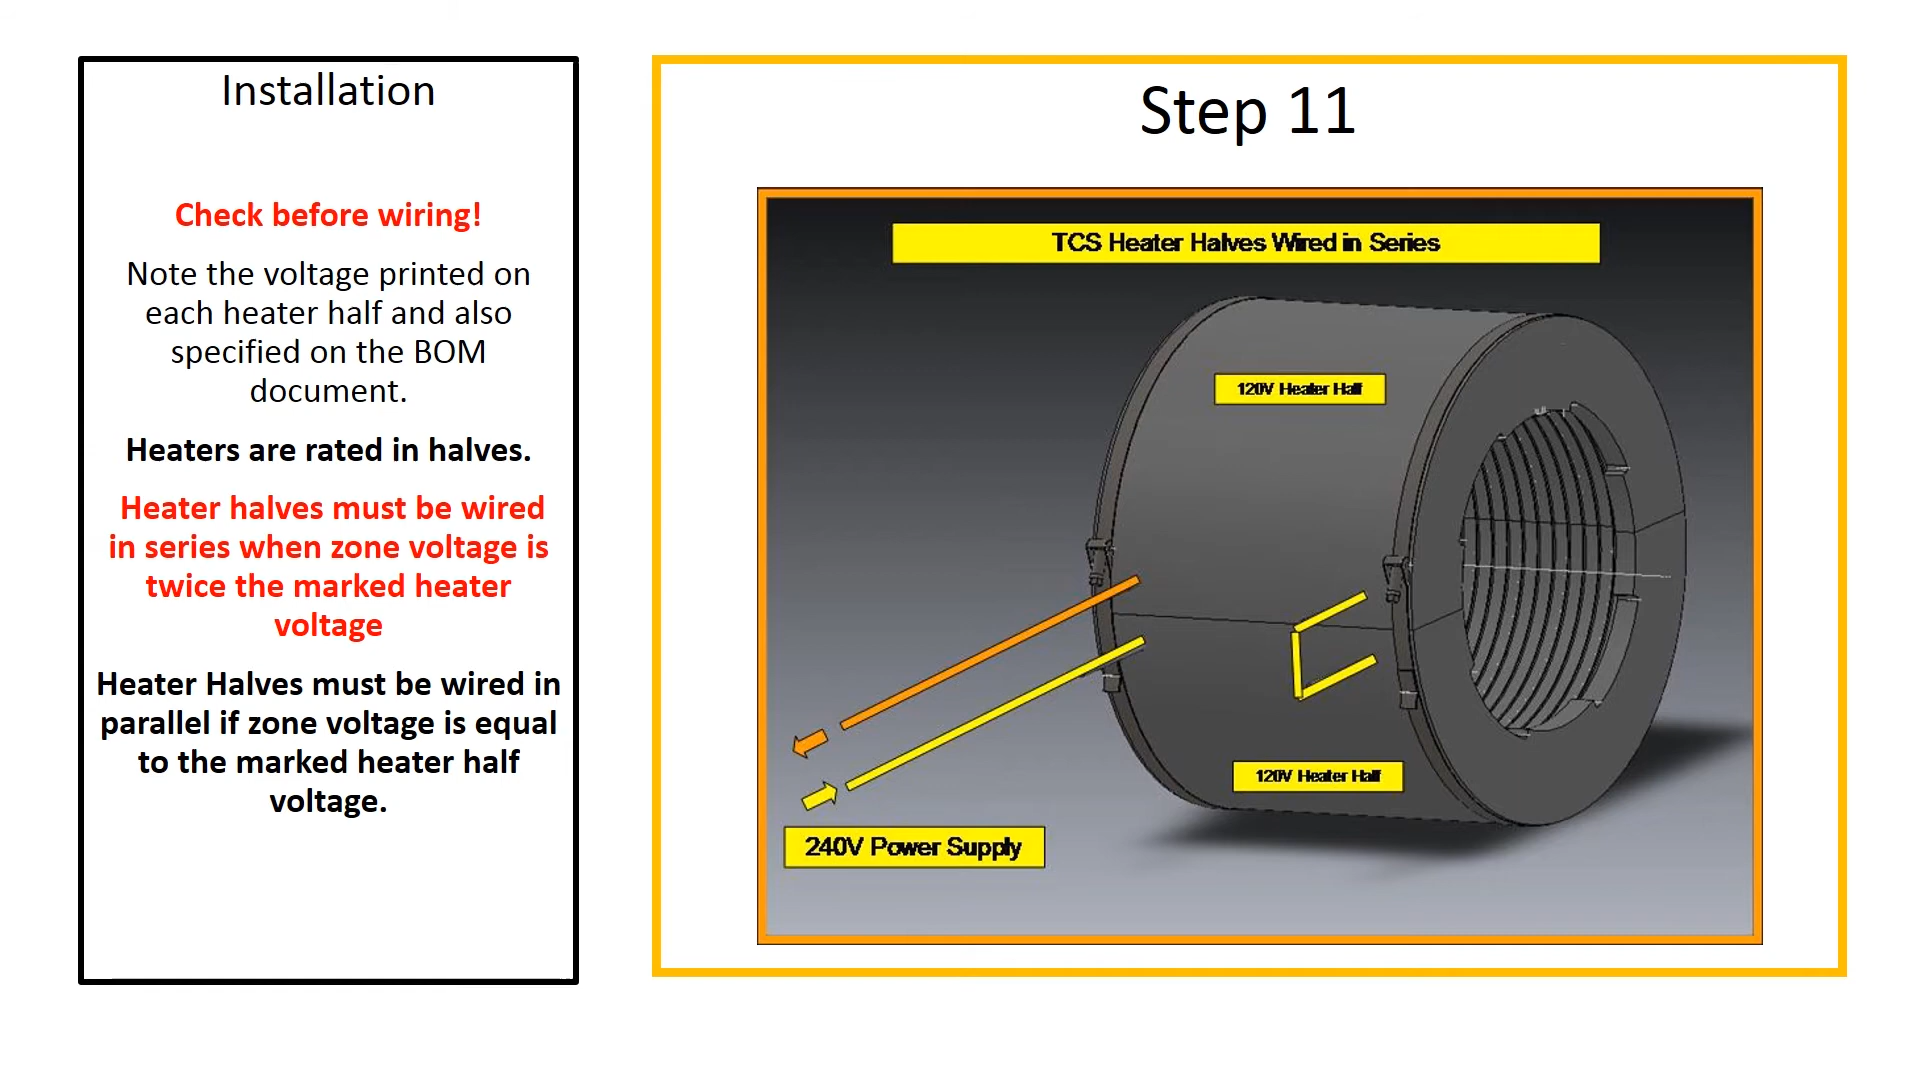 Installation
Check before wiring!
Note the voltage printed on
each heater half and also
specified on the BOM
document.
Heaters are rated in halves.
Heater halves must be wired
in series when zone voltage is
twice the marked heater
voltage
Heater Halves must be wired in
parallel if zone voltage is equal
to the marked heater half
voltage.
Step 11
TCS Heater Halves Wired in Series
120V Heater Half
120V Heater Half
240V Power Supply